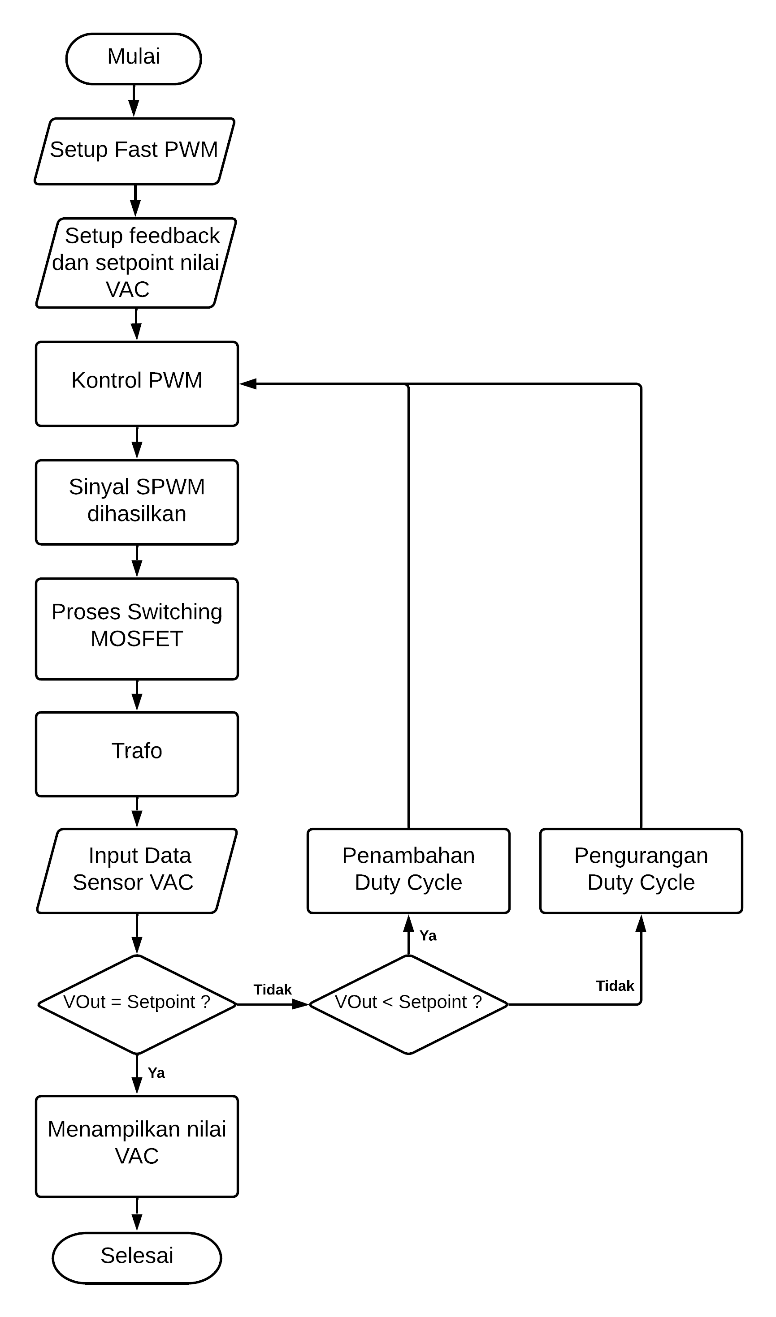 Mulai
Setup Fast PWM
Setup feedback
dan setpoint nilai
VAC
Kontrol PWM
Sinyal SPWM
dihasilkan
Proses Switching
MOSFET
Trafo
Input Data
Sensor VAC
Penambahan
Duty Cycle
Pengurangan
Duty Cycle
Ya
VOut = Setpoint ?
Tidak
VOut < Setpoint ?
Tidak
Ya
Menampilkan nilai
VAC
Selesai